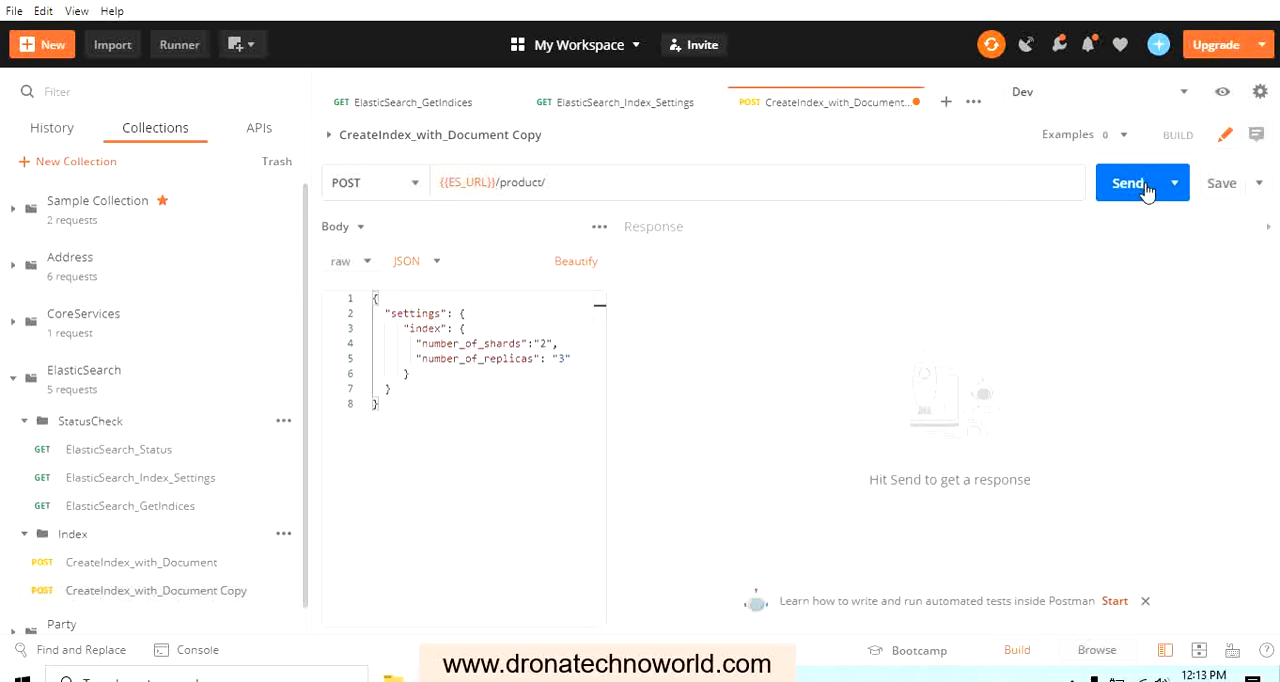 File Edit View Help
New Import Runner My Workspace Invite Upgrade
Filter
History Collections APIs
New Collection Trash
Sample Collection
2 requests
Address
6 requests
CoreServices
1 request
ElasticSearch
5 requests
StatusCheck
GET ElasticSearch_Status
GET ElasticSearch_Index_Settings
GET ElasticSearch_GetIndices
Index
POST CreateIndex_with_Document
POST CreateIndex_with_Document Copy
Party
GET ElasticSearch_GetIndices GET ElasticSearch_Index_Settings POST CreateIndex_with_Document... Dev
CreateIndex_with_Document Copy Examples 0 BUILD
POST {{ES_URL}}/product/ Send Save
Body Response
raw JSON Beautify
1 {
2 "settings": {
3 "index": {
4 "number_of_shards":"2",
5 "number_of_replicas": "3"
6 }
7 }
8 }
Hit Send to get a response
Learn how to write and run automated tests inside Postman Start
Find and Replace Console Bootcamp Build Browse
www.dronatechnoworld.com
12:13 PM